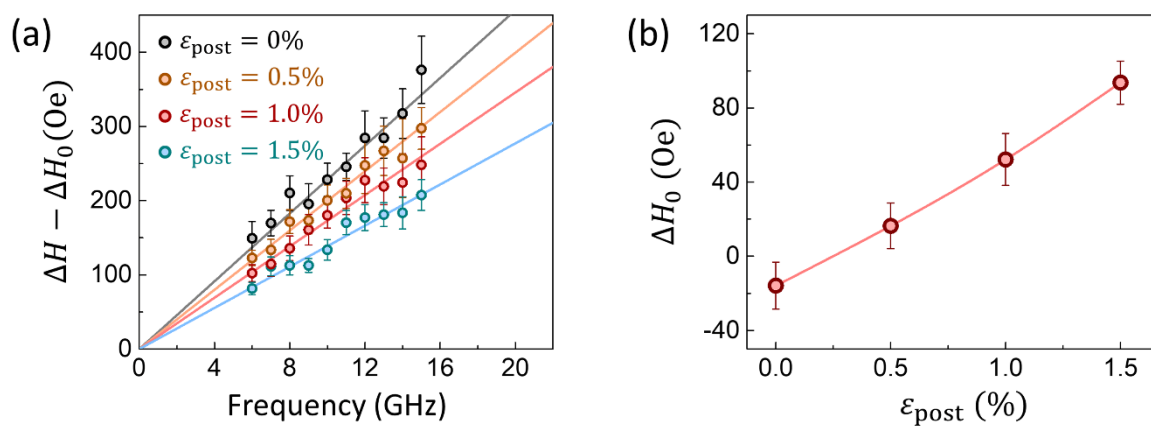 (a)
ΔH − ΔH₀(Oe)
400
300
200
100
0
ε_post = 0%
ε_post = 0.5%
ε_post = 1.0%
ε_post = 1.5%
0 4 8 12 16 20
Frequency (GHz)
(b)
ΔH₀ (Oe)
120
80
40
0
-40
0.0 0.5 1.0 1.5
ε_post (%)